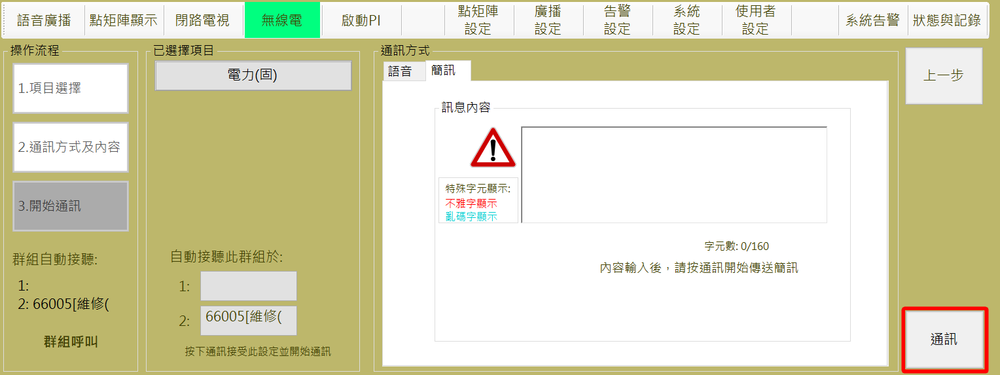 語音廣播
點矩陣顯示
閉路電視
無線電
啟動PI
點矩陣
設定
廣播
設定
告警
設定
系統
設定
使用者
設定
系統告警
狀態與記錄
操作流程
1.項目選擇
2.通訊方式及內容
3.開始通訊
群組自動接聽:
1:
2: 66005[維修(
群組呼叫
已選擇項目
電力(固)
自動接聽此群組於:
1:
2:
66005[維修(
按下通訊接受此設定並開始通訊
通訊方式
語音
簡訊
訊息內容
特殊字元顯示:
不雅字顯示
亂碼字顯示
字元數: 0/160
內容輸入後，請按通訊開始傳送簡訊
上一步
通訊